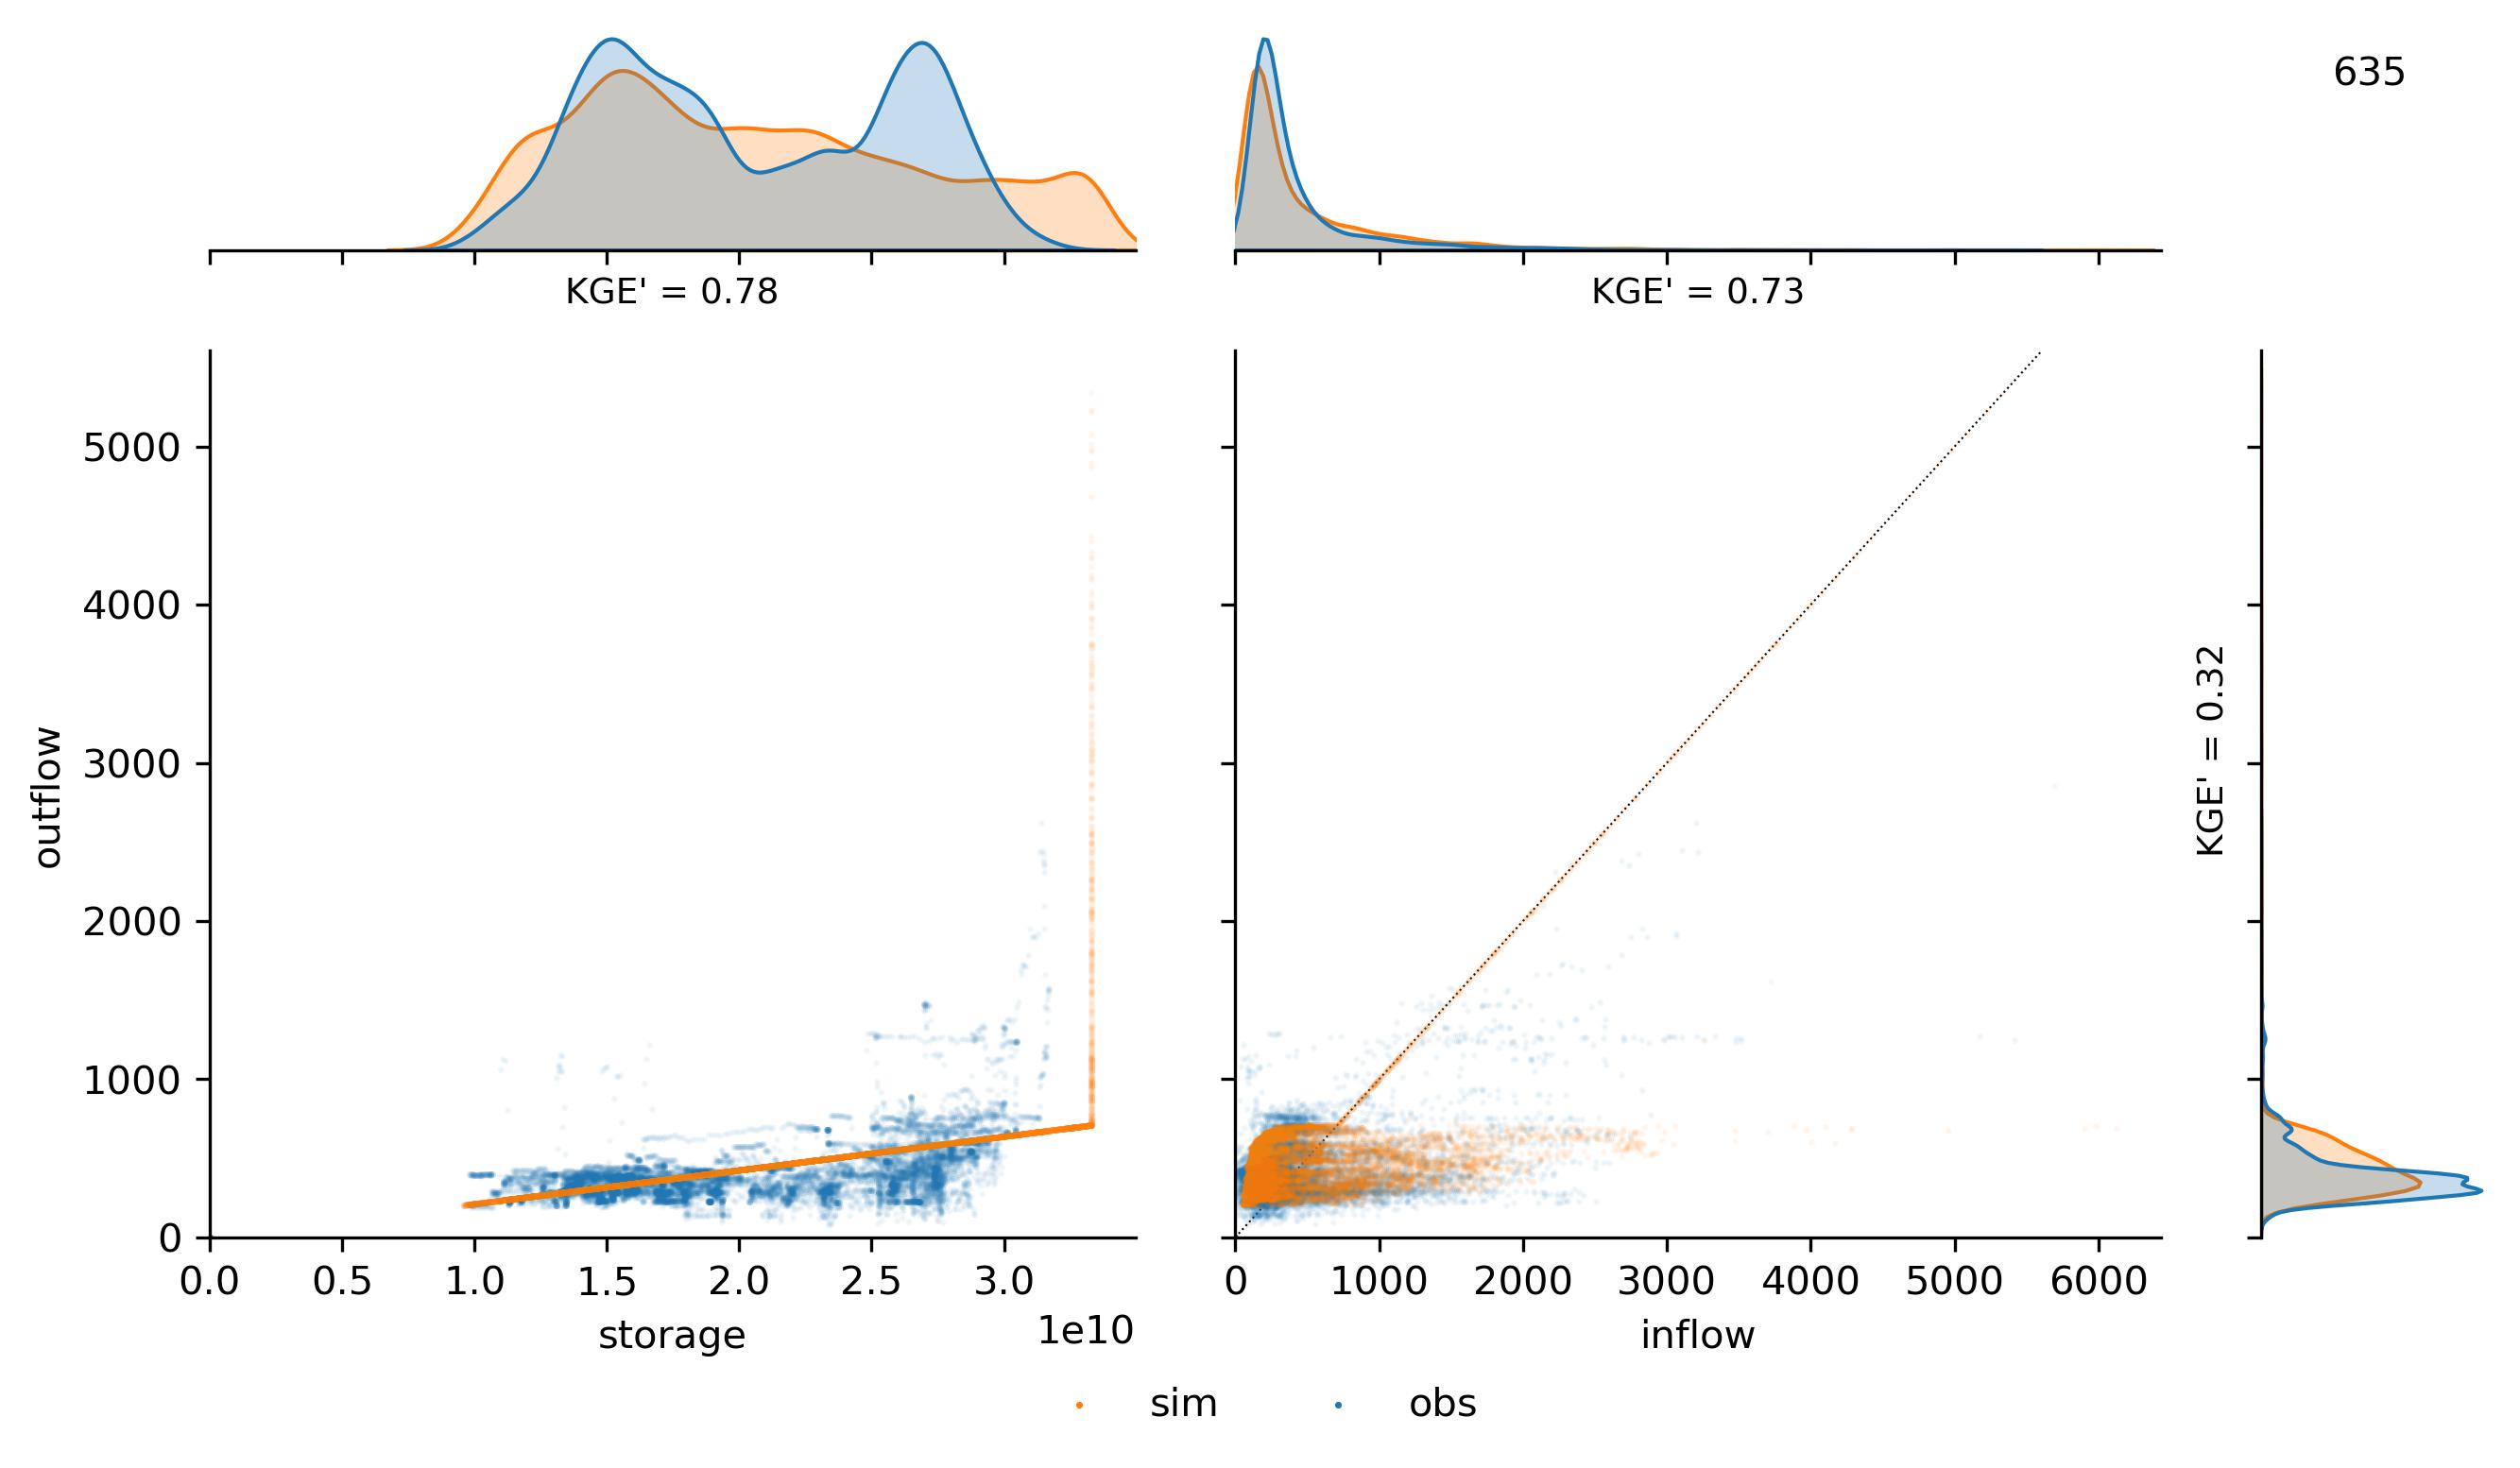 635
KGE' = 0.78
KGE' = 0.73
outflow
5000
4000
3000
2000
1000
0
KGE' = 0.32
0.0 0.5 1.0 1.5 2.0 2.5 3.0
1e10
storage
0 1000 2000 3000 4000 5000 6000
inflow
sim obs